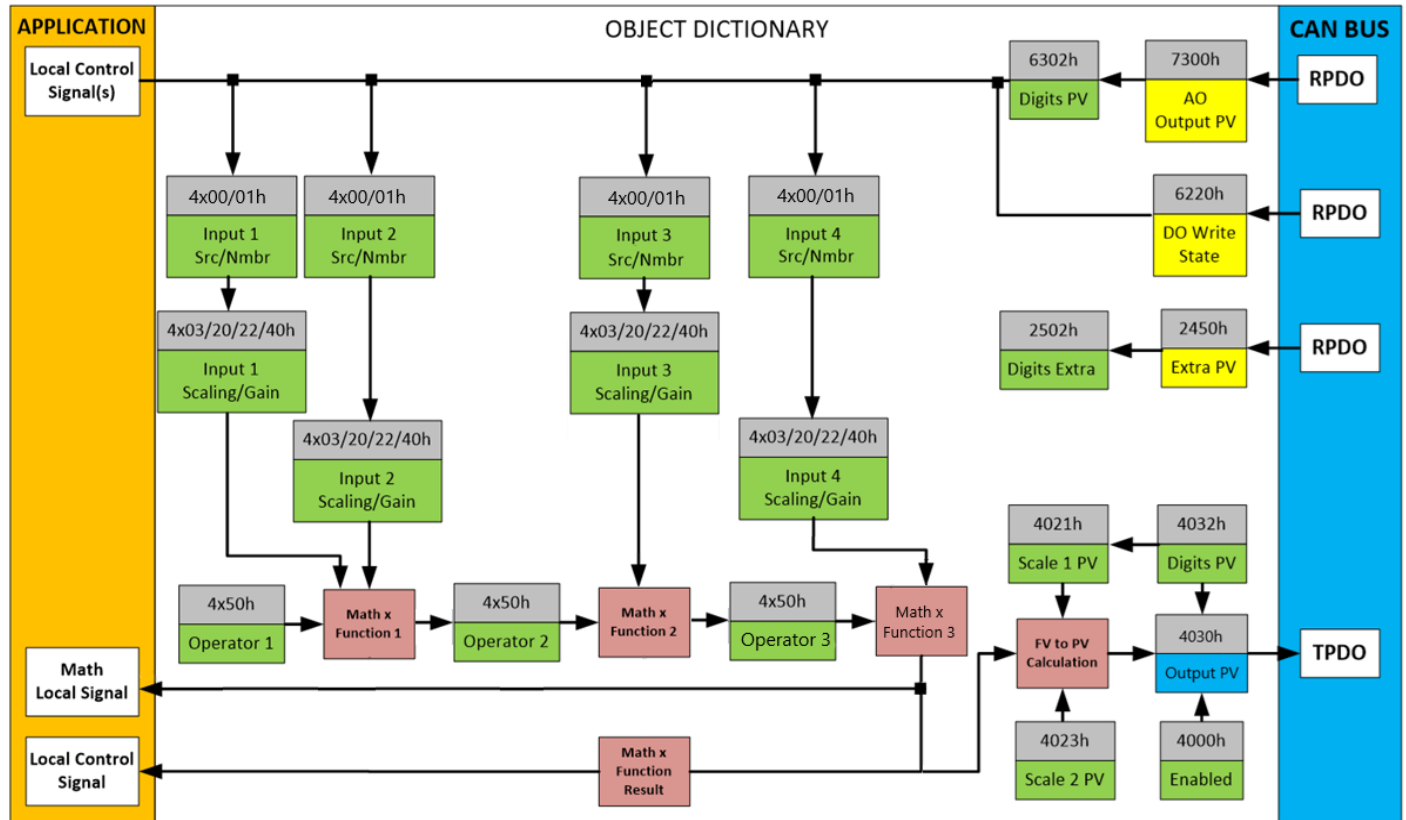 APPLICATION
OBJECT DICTIONARY
CAN BUS
Local Control
Signal(s)
6302h
Digits PV
7300h
AO
Output PV
RPDO
4x00/01h
Input 1
Src/Nmbr
4x00/01h
Input 2
Src/Nmbr
4x00/01h
Input 3
Src/Nmbr
4x00/01h
Input 4
Src/Nmbr
6220h
DO Write
State
RPDO
4x03/20/22/40h
Input 1
Scaling/Gain
4x03/20/22/40h
Input 3
Scaling/Gain
2502h
Digits Extra
2450h
Extra PV
RPDO
4x03/20/22/40h
Input 2
Scaling/Gain
4x03/20/22/40h
Input 4
Scaling/Gain
4021h
Scale 1 PV
4032h
Digits PV
4x50h
Operator 1
Math x
Function 1
4x50h
Operator 2
Math x
Function 2
4x50h
Operator 3
Math x
Function 3
FV to PV
Calculation
4030h
Output PV
TPDO
Math
Local Signal
Local Control
Signal
Math x
Function
Result
4023h
Scale 2 PV
4000h
Enabled